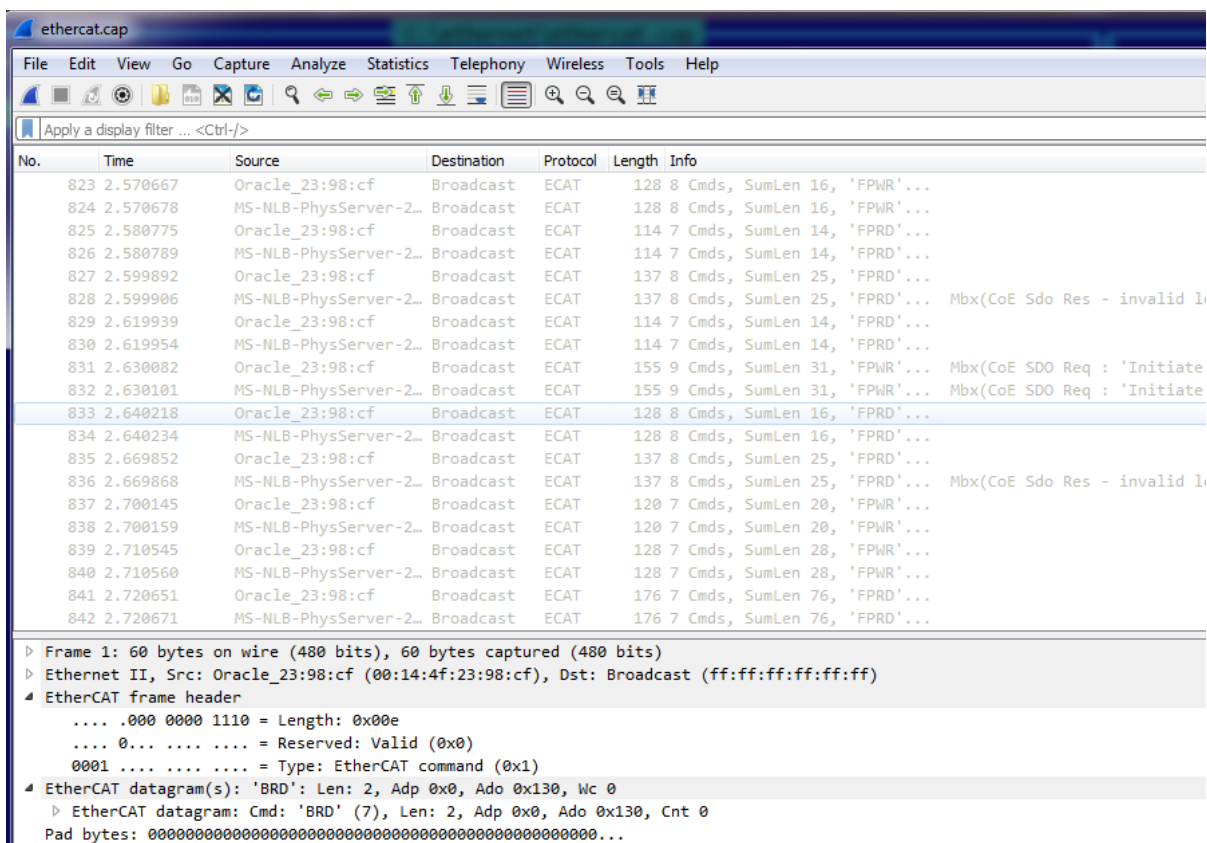 ethercat.cap
File Edit View Go Capture Analyze Statistics Telephony Wireless Tools Help
Apply a display filter ... <Ctrl-/>
No. Time Source Destination Protocol Length Info
823 2.570667 Oracle_23:98:cf Broadcast ECAT 128 8 Cmds, SumLen 16, 'FPWR'...
824 2.570678 MS-NLB-PhysServer-2… Broadcast ECAT 128 8 Cmds, SumLen 16, 'FPWR'...
825 2.580775 Oracle_23:98:cf Broadcast ECAT 114 7 Cmds, SumLen 14, 'FPRD'...
826 2.580789 MS-NLB-PhysServer-2… Broadcast ECAT 114 7 Cmds, SumLen 14, 'FPRD'...
827 2.599892 Oracle_23:98:cf Broadcast ECAT 137 8 Cmds, SumLen 25, 'FPRD'...
828 2.599906 MS-NLB-PhysServer-2… Broadcast ECAT 137 8 Cmds, SumLen 25, 'FPRD'... Mbx(CoE Sdo Res - invalid l
829 2.619939 Oracle_23:98:cf Broadcast ECAT 114 7 Cmds, SumLen 14, 'FPRD'...
830 2.619954 MS-NLB-PhysServer-2… Broadcast ECAT 114 7 Cmds, SumLen 14, 'FPRD'...
831 2.630082 Oracle_23:98:cf Broadcast ECAT 155 9 Cmds, SumLen 31, 'FPWR'... Mbx(CoE SDO Req : 'Initiate
832 2.630101 MS-NLB-PhysServer-2… Broadcast ECAT 155 9 Cmds, SumLen 31, 'FPWR'... Mbx(CoE SDO Req : 'Initiate
833 2.640218 Oracle_23:98:cf Broadcast ECAT 128 8 Cmds, SumLen 16, 'FPRD'...
834 2.640234 MS-NLB-PhysServer-2… Broadcast ECAT 128 8 Cmds, SumLen 16, 'FPRD'...
835 2.669852 Oracle_23:98:cf Broadcast ECAT 137 8 Cmds, SumLen 25, 'FPRD'...
836 2.669868 MS-NLB-PhysServer-2… Broadcast ECAT 137 8 Cmds, SumLen 25, 'FPRD'... Mbx(CoE Sdo Res - invalid l
837 2.700145 Oracle_23:98:cf Broadcast ECAT 120 7 Cmds, SumLen 20, 'FPWR'...
838 2.700159 MS-NLB-PhysServer-2… Broadcast ECAT 120 7 Cmds, SumLen 20, 'FPWR'...
839 2.710545 Oracle_23:98:cf Broadcast ECAT 128 7 Cmds, SumLen 28, 'FPWR'...
840 2.710560 MS-NLB-PhysServer-2… Broadcast ECAT 128 7 Cmds, SumLen 28, 'FPWR'...
841 2.720651 Oracle_23:98:cf Broadcast ECAT 176 7 Cmds, SumLen 76, 'FPRD'...
842 2.720671 MS-NLB-PhysServer-2… Broadcast ECAT 176 7 Cmds, SumLen 76, 'FPRD'...
Frame 1: 60 bytes on wire (480 bits), 60 bytes captured (480 bits)
Ethernet II, Src: Oracle_23:98:cf (00:14:4f:23:98:cf), Dst: Broadcast (ff:ff:ff:ff:ff:ff)
EtherCAT frame header
.... .000 0000 1110 = Length: 0x00e
.... 0... .... .... = Reserved: Valid (0x0)
0001 .... .... .... = Type: EtherCAT command (0x1)
EtherCAT datagram(s): 'BRD': Len: 2, Adp 0x0, Ado 0x130, Wc 0
EtherCAT datagram: Cmd: 'BRD' (7), Len: 2, Adp 0x0, Ado 0x130, Cnt 0
Pad bytes: 00000000000000000000000000000000000000000000000...